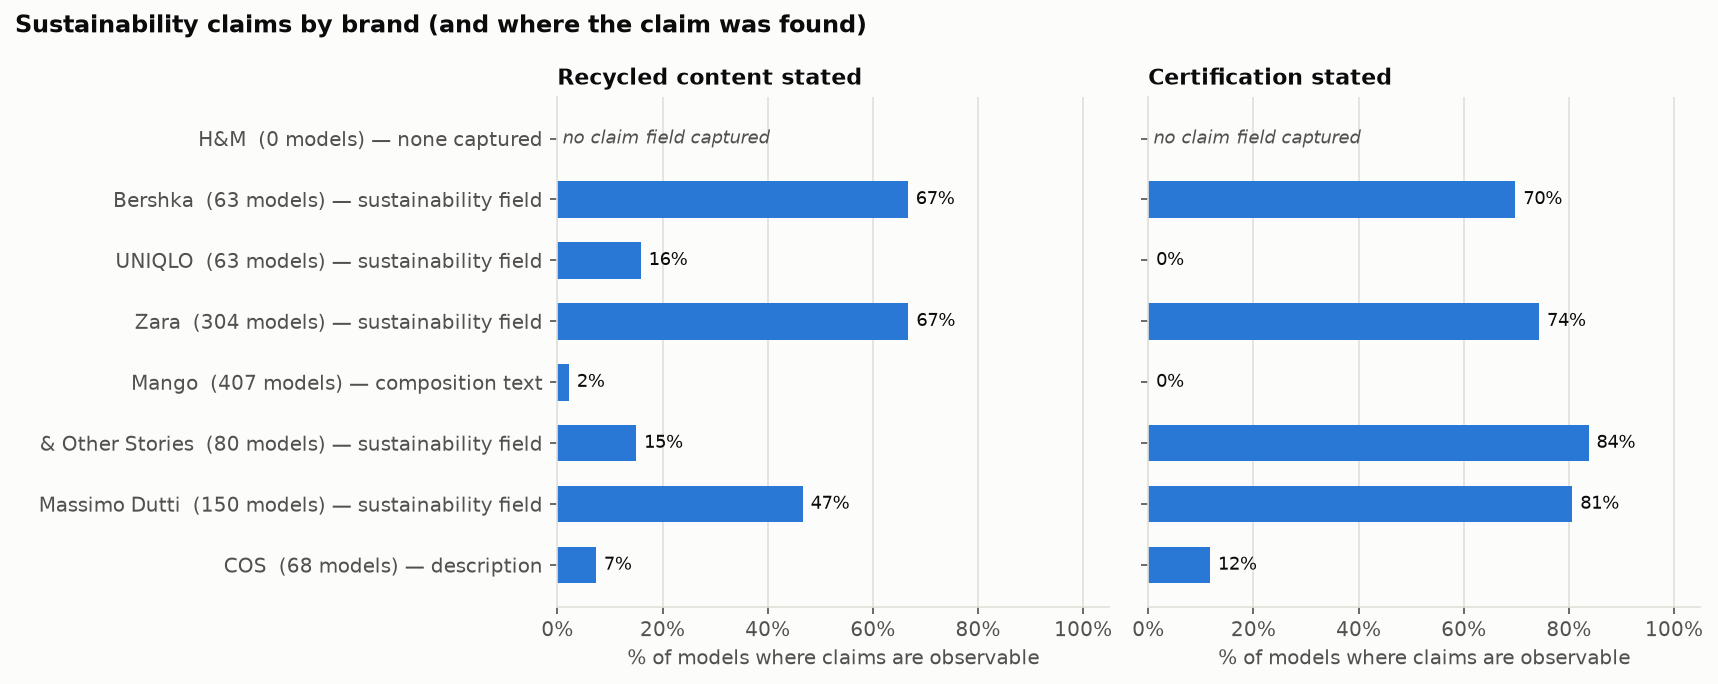 Sustainability claims by brand (and where the claim was found)
Recycled content stated
Certification stated
H&M (0 models) — none captured
no claim field captured
no claim field captured
Bershka (63 models) — sustainability field
67%
70%
UNIQLO (63 models) — sustainability field
16%
0%
Zara (304 models) — sustainability field
67%
74%
Mango (407 models) — composition text
2%
0%
& Other Stories (80 models) — sustainability field
15%
84%
Massimo Dutti (150 models) — sustainability field
47%
81%
COS (68 models) — description
7%
12%
0% 20% 40% 60% 80% 100%
0% 20% 40% 60% 80% 100%
% of models where claims are observable
% of models where claims are observable